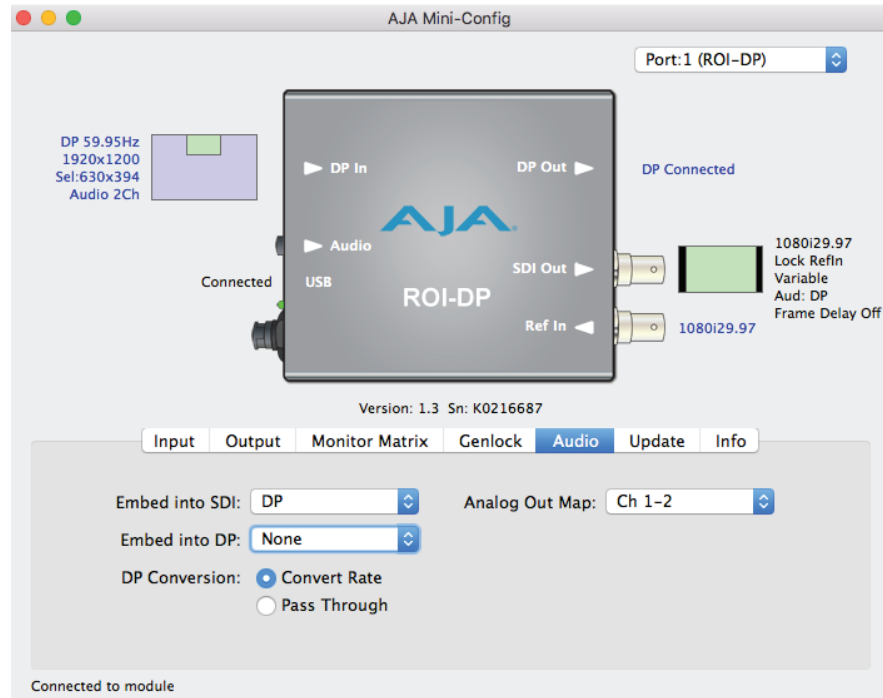 AJA Mini-Config
Port:1 (ROI-DP)
DP 59.95Hz
1920x1200
Sel:630x394
Audio 2Ch
DP In
DP Out
DP Connected
AJA
Audio
Connected
USB
SDI Out
ROI-DP
Ref In
1080i29.97
1080i29.97
Lock RefIn
Variable
Aud: DP
Frame Delay Off
Version: 1.3 Sn: K0216687
Input Output Monitor Matrix Genlock Audio Update Info
Embed into SDI: DP
Analog Out Map: Ch 1-2
Embed into DP: None
DP Conversion: Convert Rate
Pass Through
Connected to module